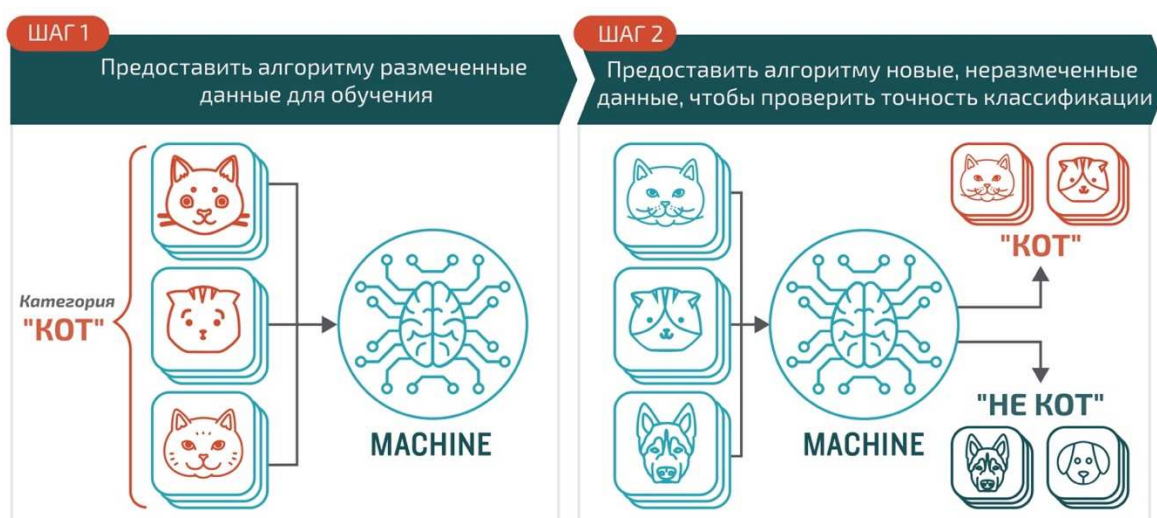 ШАГ 1
Предоставить алгоритму размеченные
данные для обучения
Категория
"КОТ"
MACHINE
ШАГ 2
Предоставить алгоритму новые, неразмеченные
данные, чтобы проверить точность классификации
MACHINE
"КОТ"
"НЕ КОТ"